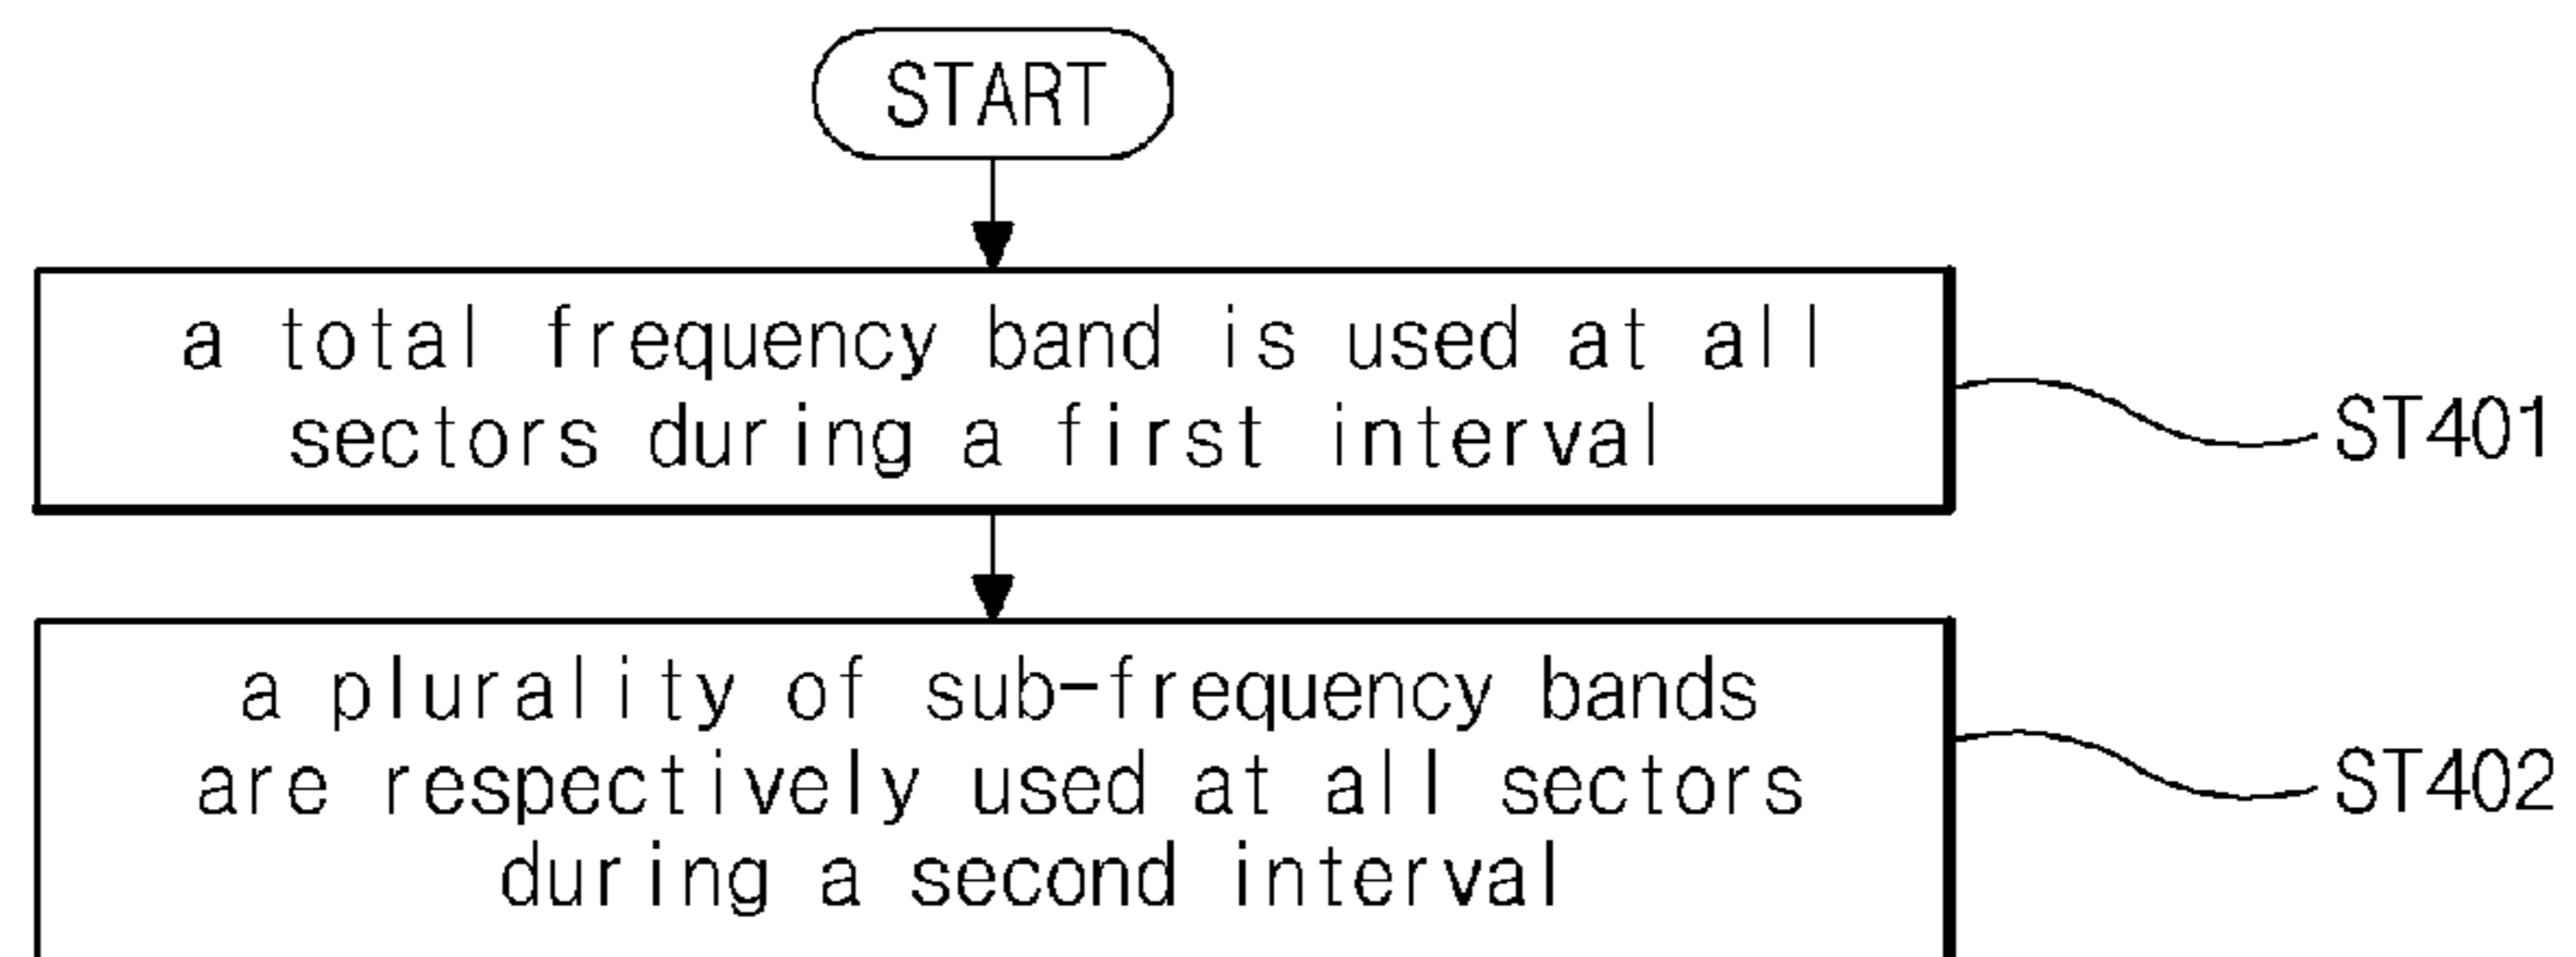 START
a total frequency band is used at all
sectors during a first interval
ST401
a plurality of sub-frequency bands
are respectively used at all sectors
during a second interval
ST402